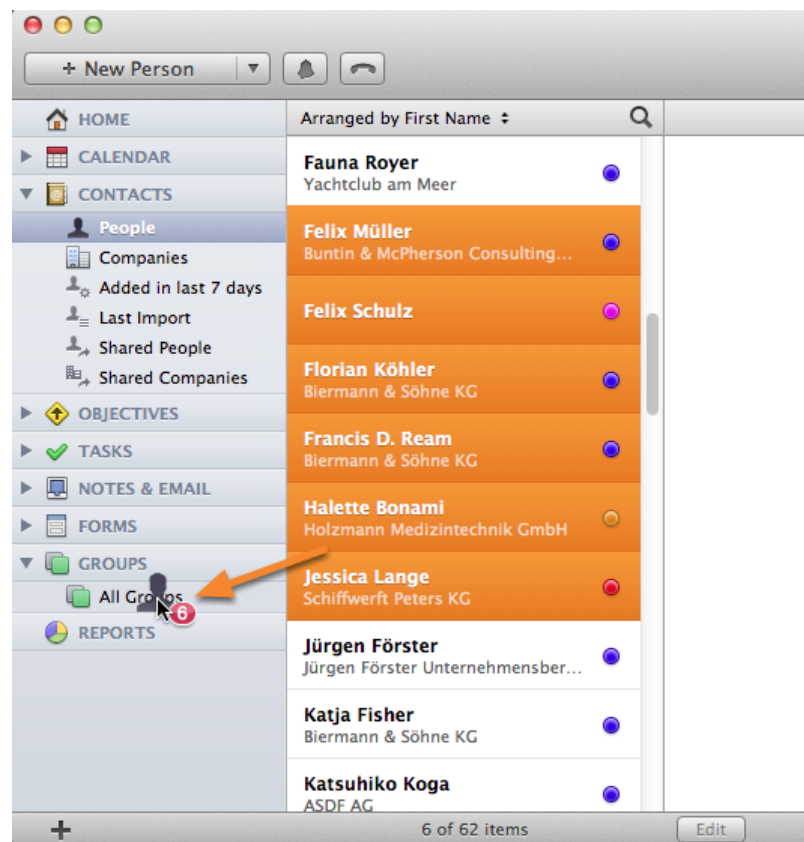 + New Person
HOME
CALENDAR
CONTACTS
People
Companies
Added in last 7 days
Last Import
Shared People
Shared Companies
OBJECTIVES
TASKS
NOTES & EMAIL
FORMS
GROUPS
All Groups
6
REPORTS
Arranged by First Name
Fauna Royer
Yachtclub am Meer
Felix Müller
Buntin & McPherson Consulting...
Felix Schulz
Florian Köhler
Biermann & Söhne KG
Francis D. Ream
Biermann & Söhne KG
Halette Bonami
Holzmann Medizintechnik GmbH
Jessica Lange
Schiffwerft Peters KG
Jürgen Förster
Jürgen Förster Unternehmensber...
Katja Fisher
Biermann & Söhne KG
Katsuhiko Koga
ASDF AG
+
6 of 62 items
Edit